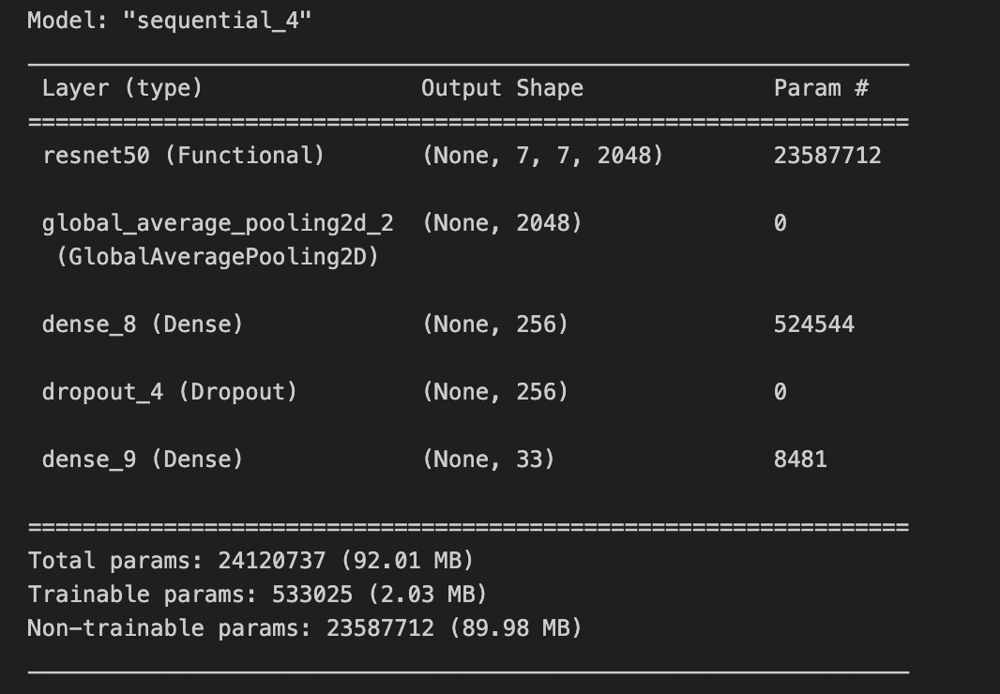 Model: "sequential_4"
Layer (type) Output Shape Param #
=================================================================
resnet50 (Functional) (None, 7, 7, 2048) 23587712
global_average_pooling2d_2 (None, 2048) 0
(GlobalAveragePooling2D)
dense_8 (Dense) (None, 256) 524544
dropout_4 (Dropout) (None, 256) 0
dense_9 (Dense) (None, 33) 8481
=================================================================
Total params: 24120737 (92.01 MB)
Trainable params: 533025 (2.03 MB)
Non-trainable params: 23587712 (89.98 MB)